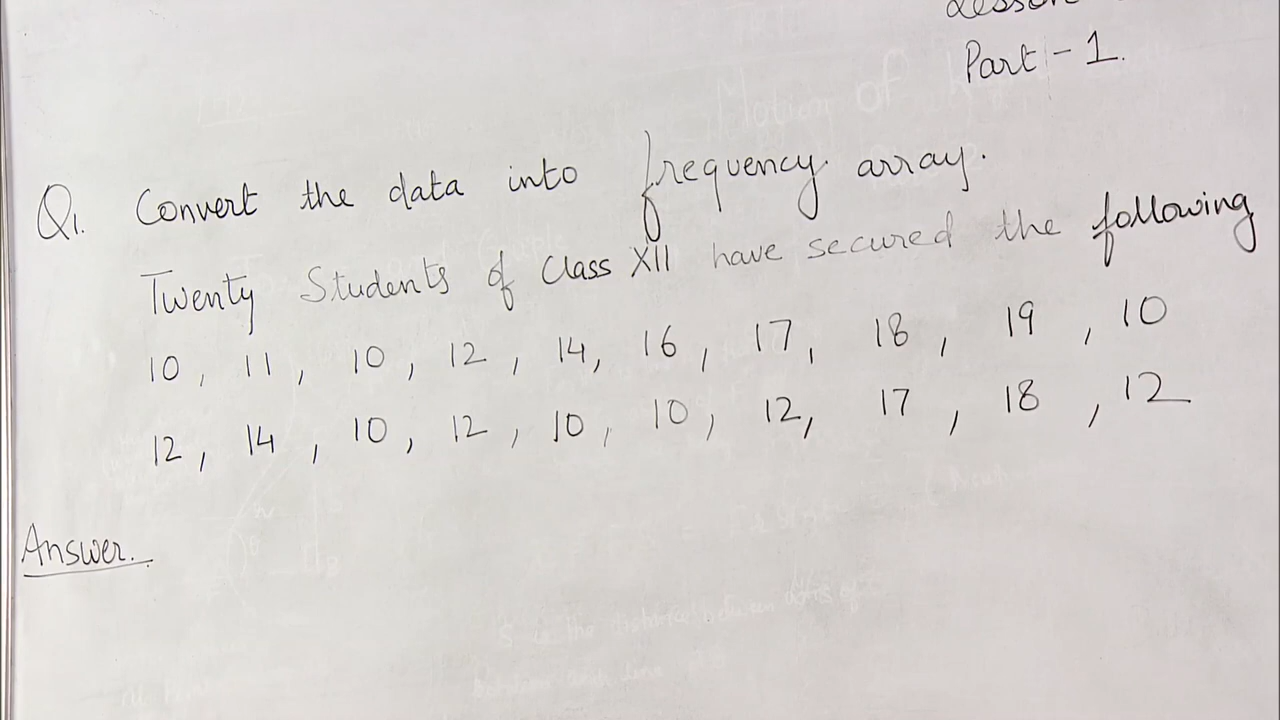 Part - 1.
Q1. Convert the data into frequency array.
Twenty Students of Class XII have secured the following
10, 11, 10, 12, 14, 16, 17, 18, 19, 10
12, 14, 10, 12, 10, 10, 12, 17, 18, 12
Answer.